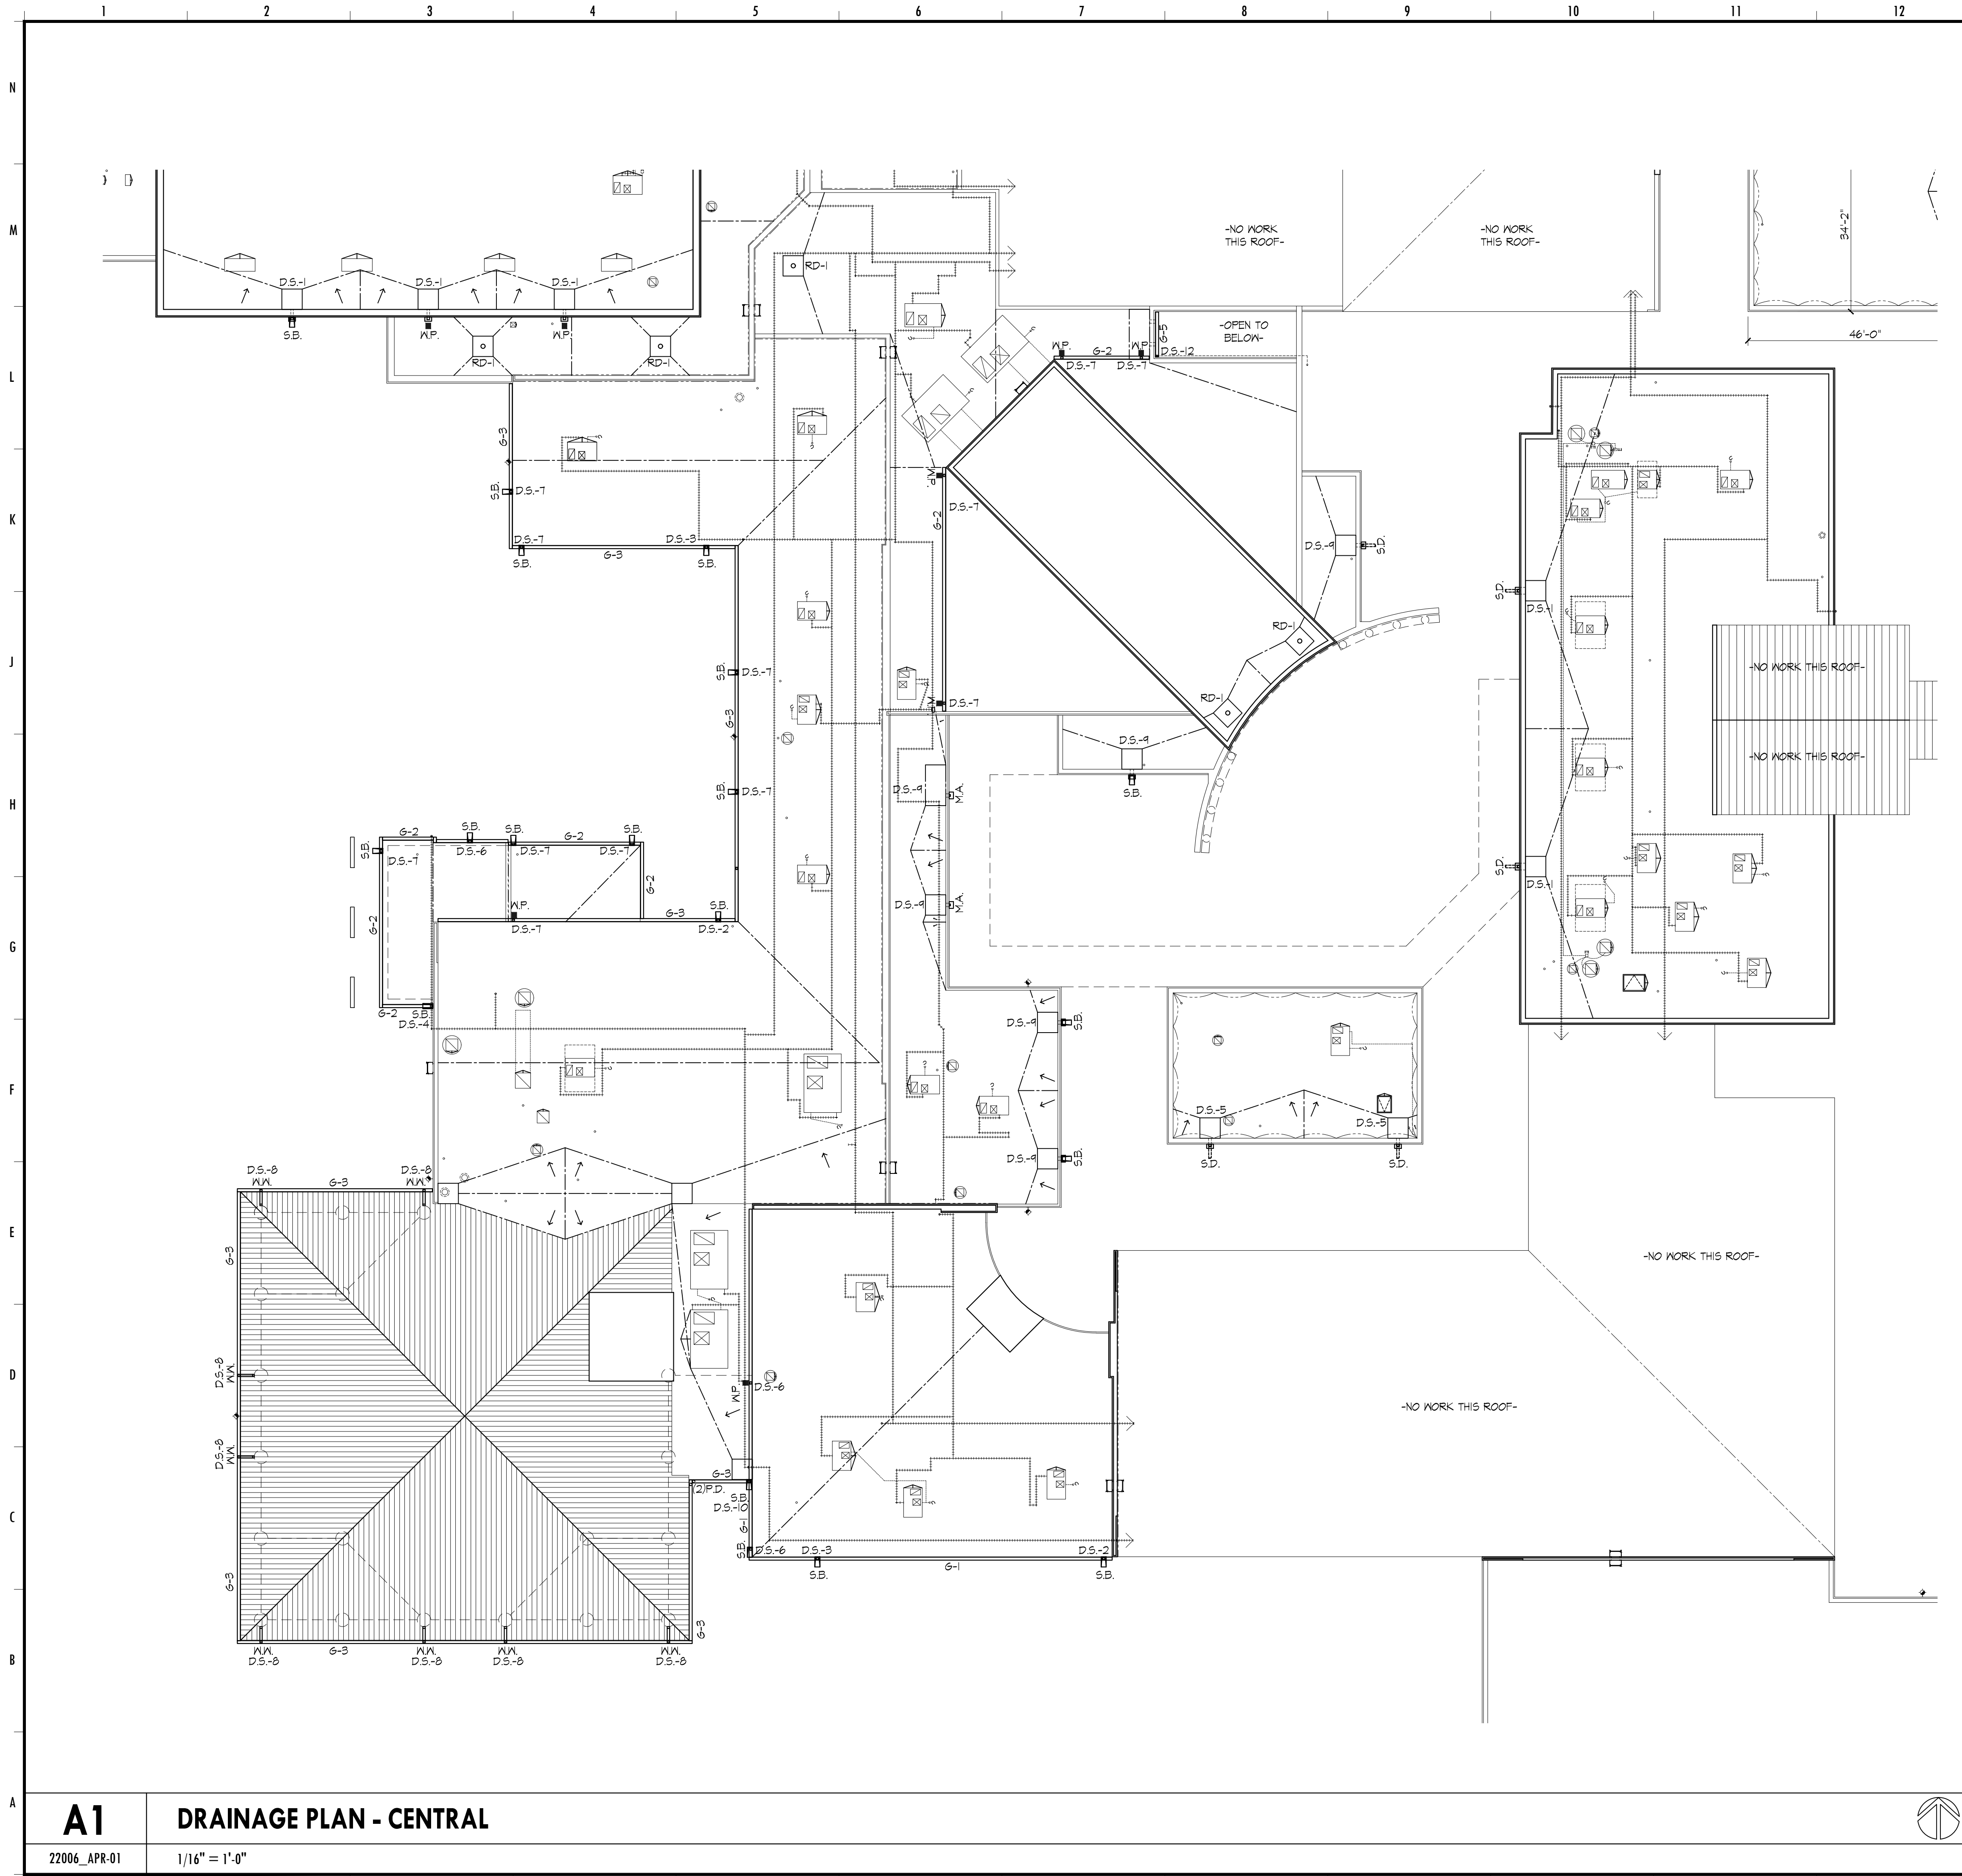 1 2 3 4 5 6 7 8 9 10 11 12
N
M
-NO WORK
THIS ROOF-
-NO WORK
THIS ROOF-
34'-2"
RD-1
D.S.-1 D.S.-1 D.S.-1
S.B. W.P. W.P.
RD-1 RD-1
-OPEN TO
BELOW-
G-5
46'-0"
L
W.P. G-2 W.P. D.S.-12
D.S.-7 D.S.-7
G-3
W.P.
S.B. D.S.-7
D.S.-7
G-2
K
D.S.-7 D.S.-3
G-3
S.B. S.B.
D.S.-9 S.D.
S.D.
D.S.-1
RD-1
J
-NO WORK THIS ROOF-
S.B. D.S.-7
RD-1
D.S.-7
G-3
D.S.-9
-NO WORK THIS ROOF-
S.B.
H
S.B. D.S.-7
D.S.-9 M.A.
S.B. S.B. S.B.
G-2 G-2
S.B. D.S.-7 D.S.-6 D.S.-7 D.S.-7
S.D.
D.S.-1
G-2
W.P. G-3 S.B.
D.S.-9 M.A.
G-2
D.S.-7 D.S.-2
G
G-2 S.B.
D.S.-4
D.S.-9 S.B.
F
D.S.-5 D.S.-5
S.D. S.D.
D.S.-9 S.B.
D.S.-8 D.S.-8
W.W. G-3 W.W.
E
G-3
-NO WORK THIS ROOF-
D
D.S.-8
W.W.
W.P. D.S.-6
-NO WORK THIS ROOF-
D.S.-8
W.W.
G-3
(2)P.D.
S.B.
D.S.-10
C
G-1
S.B. D.S.-6 D.S.-3 D.S.-2
S.B. G-1 S.B.
G-3
G-3
W.W. G-3 W.W. W.W. W.W.
D.S.-8 D.S.-8 D.S.-8 D.S.-8
B
A
A1
DRAINAGE PLAN - CENTRAL
22006_APR-01
1/16" = 1'-0"